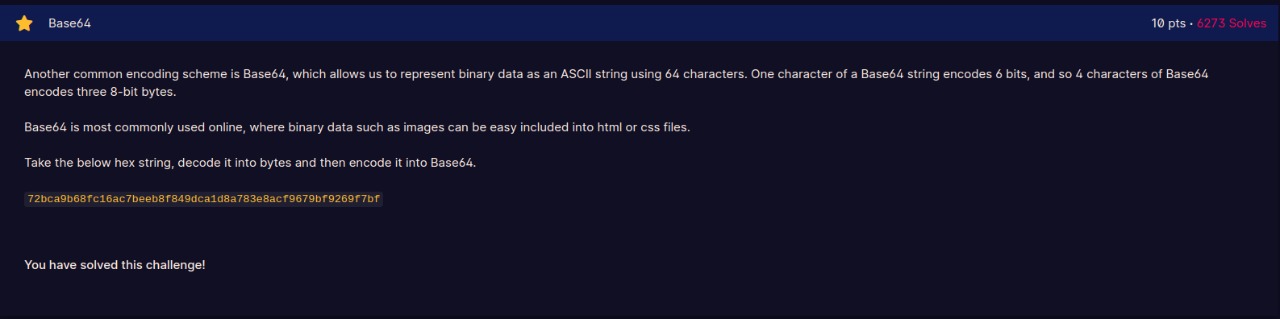 Base64
10 pts · 6273 Solves
Another common encoding scheme is Base64, which allows us to represent binary data as an ASCII string using 64 characters. One character of a Base64 string encodes 6 bits, and so 4 characters of Base64
encodes three 8-bit bytes.
Base64 is most commonly used online, where binary data such as images can be easy included into html or css files.
Take the below hex string, decode it into bytes and then encode it into Base64.
72bca9b68fc16ac7beeb8f849dca1d8a783e8acf9679bf9269f7bf
You have solved this challenge!